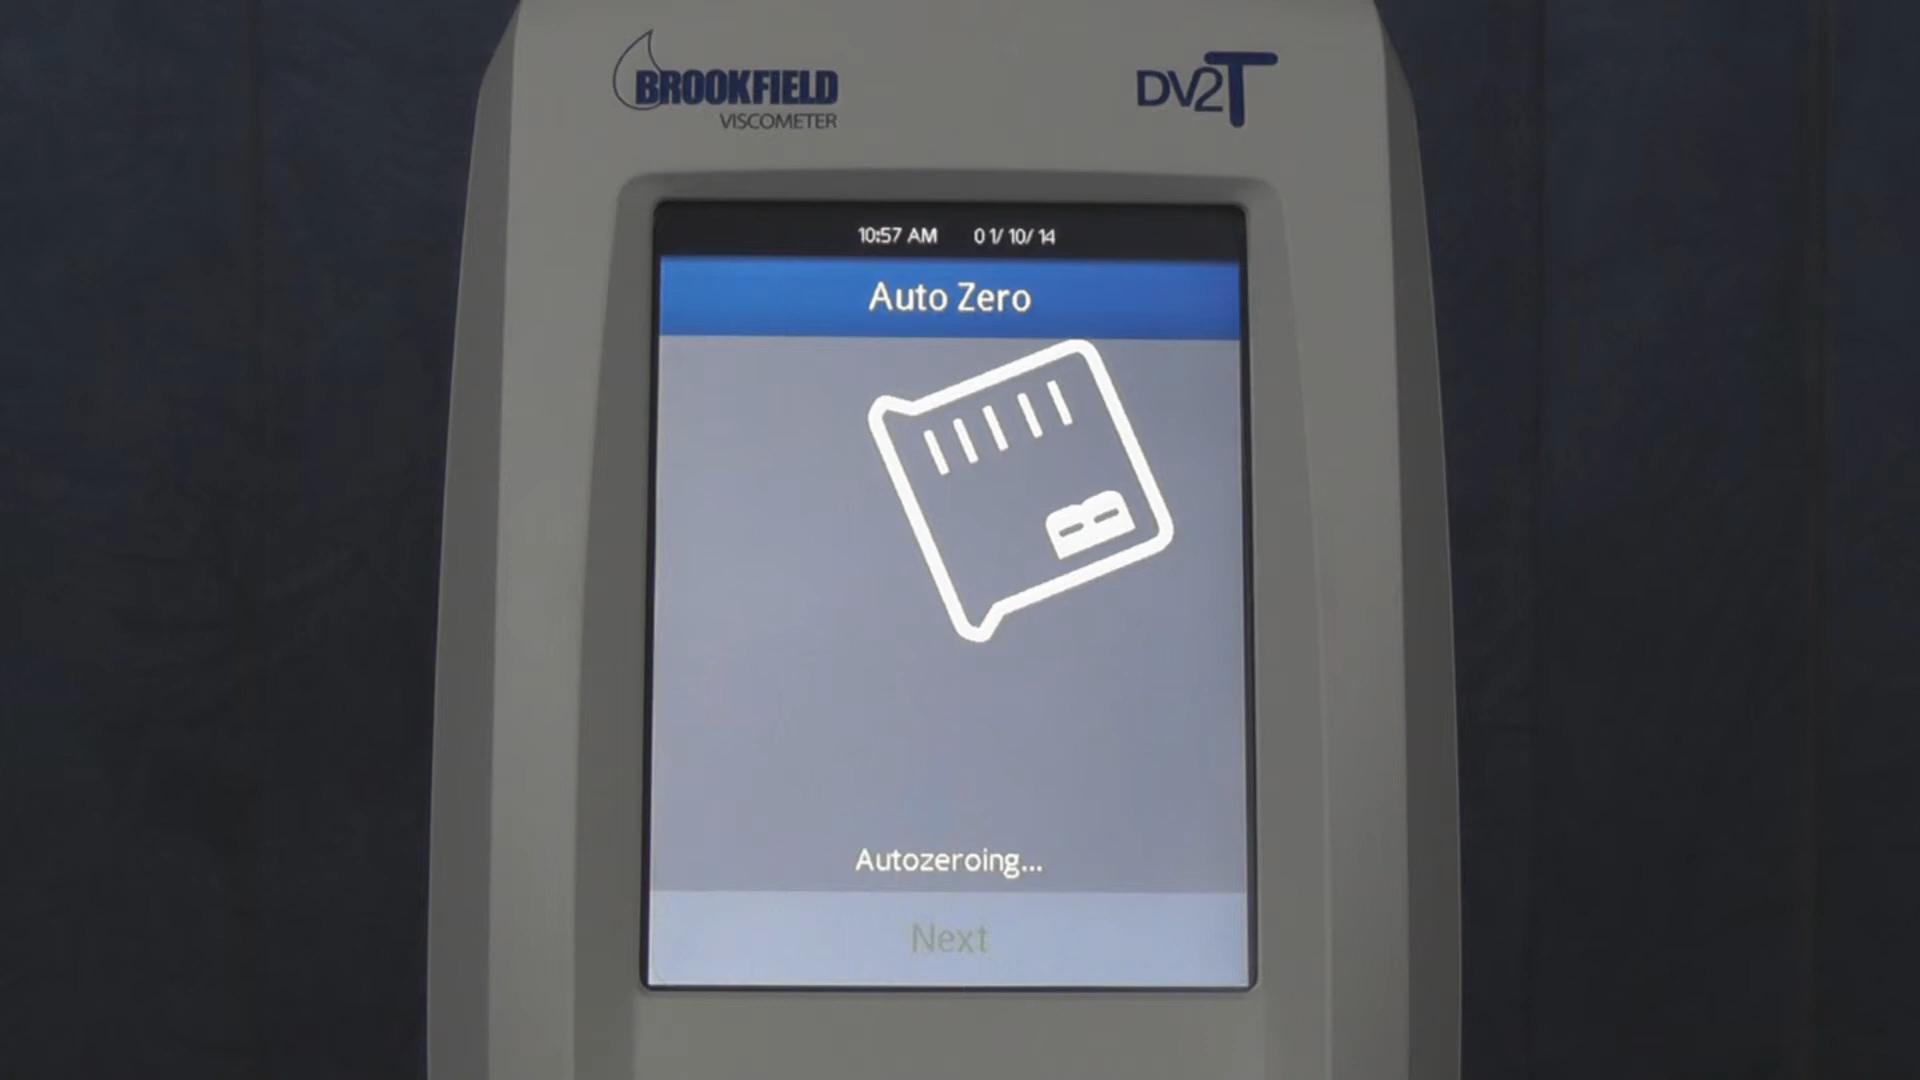 BROOKFIELD
VISCOMETER
DV2T
10:57 AM 01/10/14
Auto Zero
B
Autozeroing...
Next